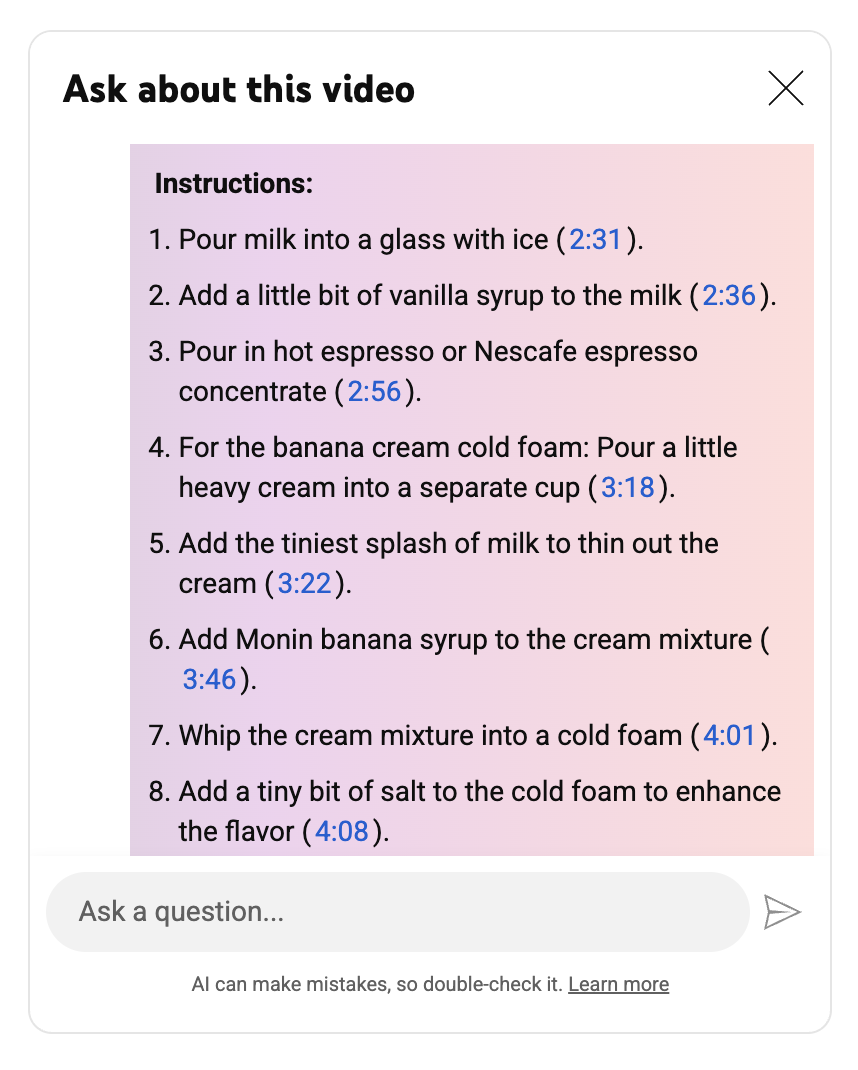 Ask about this video
Instructions:
1. Pour milk into a glass with ice (2:31).
2. Add a little bit of vanilla syrup to the milk (2:36).
3. Pour in hot espresso or Nescafe espresso
concentrate (2:56).
4. For the banana cream cold foam: Pour a little
heavy cream into a separate cup (3:18).
5. Add the tiniest splash of milk to thin out the
cream (3:22).
6. Add Monin banana syrup to the cream mixture (
3:46).
7. Whip the cream mixture into a cold foam (4:01).
8. Add a tiny bit of salt to the cold foam to enhance
the flavor (4:08).
Ask a question...
AI can make mistakes, so double-check it. Learn more